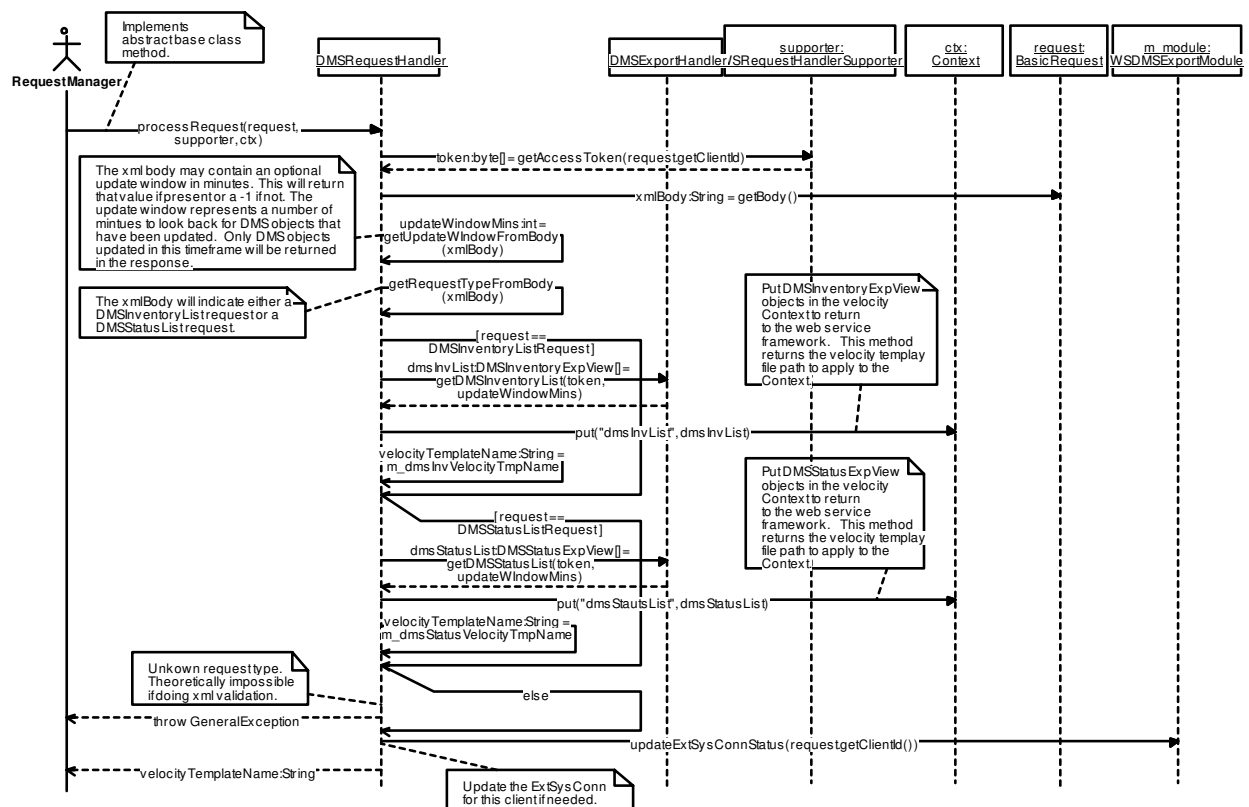 Implements
abstract base class
method.
RequestManager
DMSRequestHandler
DMSExportHandler
supporter:
/SRequestHandlerSupporter
ctx:
Context
request:
BasicRequest
m_module:
WSDMSExportModule
processRequest(request,
supporter, ctx)
token:byte[] = getAccessToken(request.getClientId)
The xml body may contain an optional
update window in minutes. This will return
that value if present or a -1 if not. The
update window represents a number of
mintues to look back for DMS objects that
have been updated. Only DMS objects
updated in this timeframe will be returned
in the response.
xmlBody:String = getBody()
updateWindowMins:int=
getUpdateWIndowFromBody
(xmlBody)
getRequestTypeFromBody
(xmlBody)
The xmlBody will indicate either a
DMSInventoryList request or a
DMSStatusList request.
Put DMSInventoryExpView
objects in the velocity
Context to return
to the web service
framework. This method
returns the velocity templay
file path to apply to the
Context.
[request ==
DMSInventoryListRequest]
dmsInvList:DMSInventoryExpView[]=
getDMSInventoryList(token,
updateWindowMins)
put("dmsInvList", dmsInvList)
velocityTemplateName:String =
m_dmsInvVelocityTmpName
Put DMSStatusExpView
objects in the velocity
Context to return
to the web service
framework. This method
returns the velocity templay
file path to apply to the
Context.
[request ==
DMSStatusListRequest]
dmsStatusList:DMSStatusExpView[]=
getDMSStatusList(token,
updateWIndowMins)
put("dmsStautsList", dmsStatusList)
velocityTemplateName:String =
m_dmsStatusVelocityTmpName
Unkown request type.
Theoretically impossible
if doing xml validation.
else
throw GeneralException
updateExtSysConnStatus(request.getClientId())
velocityTemplateName:String
Update the ExtSysConn
for this client if needed.